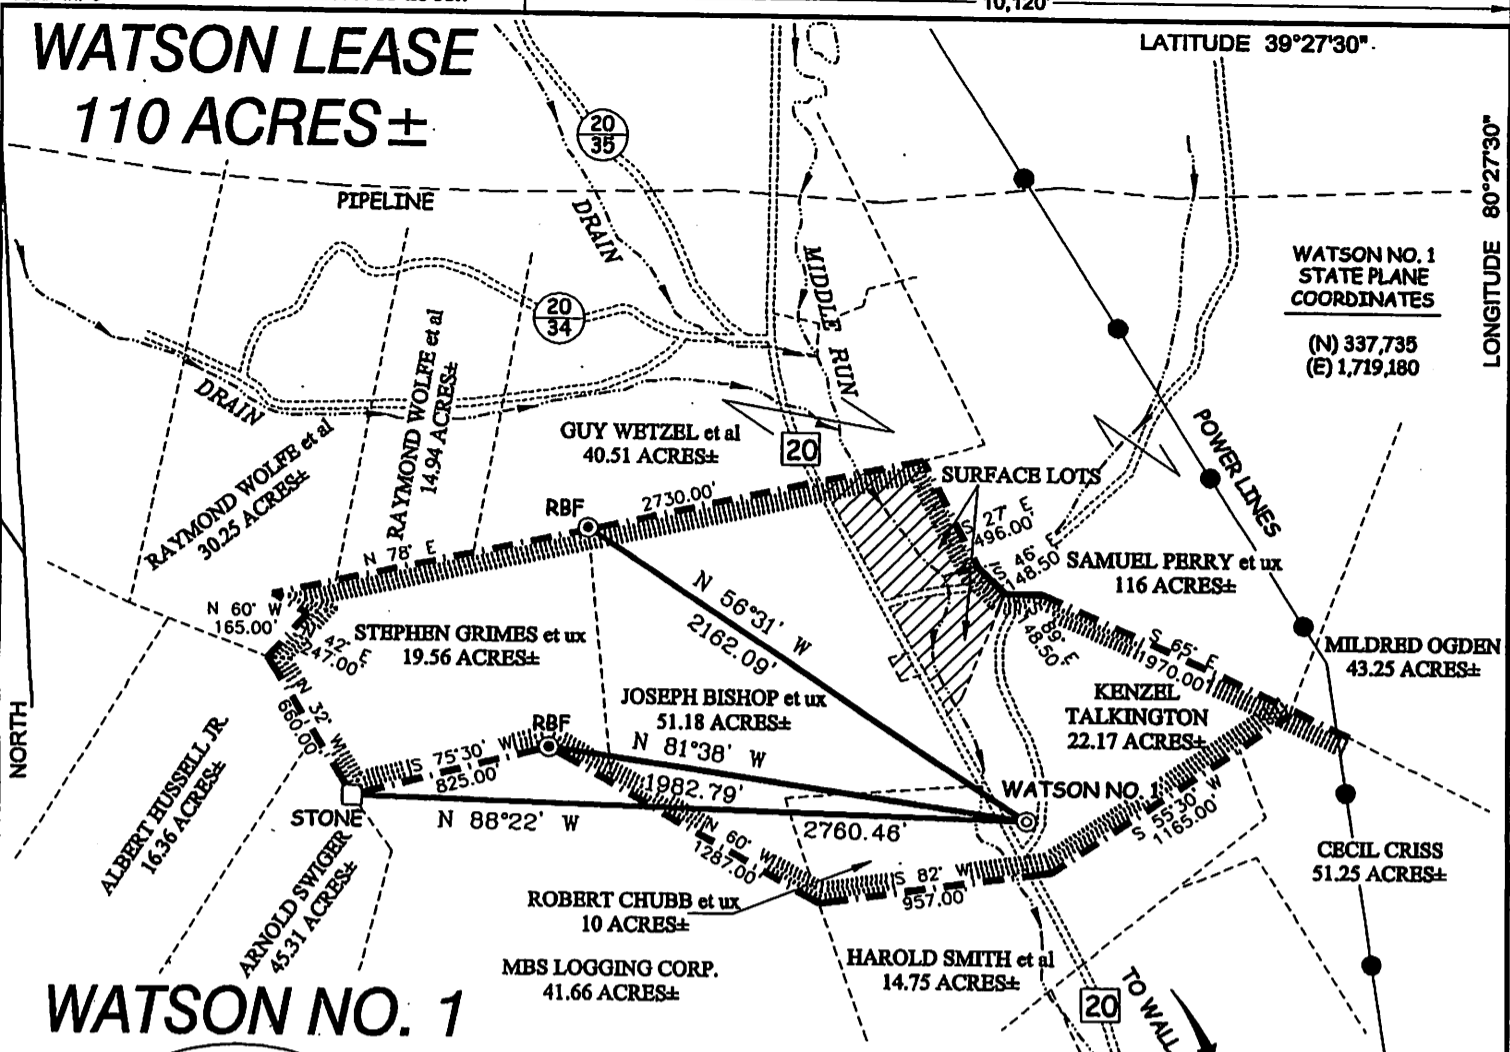 10,120'
WATSON LEASE
110 ACRES±
LATITUDE 39°27'30"
LONGITUDE 80°27'30"
20
35
PIPELINE
DRAIN
MIDDLE RUN
WATSON NO. 1
STATE PLANE
COORDINATES
(N) 337,735
(E) 1,719,180
20
34
DRAIN
RAYMOND WOLFE et al
14.94 ACRES±
RAYMOND WOLFE et al
30.25 ACRES±
GUY WETZEL et al
40.51 ACRES±
20
POWER LINES
SURFACE LOTS
RBF
2730.00'
N 78° E
S 27° E
496.00'
S 46° E
148.50'
SAMUEL PERRY et ux
116 ACRES±
N 60° W
165.00'
42° E
247.00'
STEPHEN GRIMES et ux
19.56 ACRES±
N 56°31' W
2162.09'
S 89° E
148.50'
S 65° E
1970.00'
MILDRED OGDEN
43.25 ACRES±
NORTH
N 32° W
660.00'
JOSEPH BISHOP et ux
51.18 ACRES±
KENZEL
TALKINGTON
22.17 ACRES±
RBF
S 75°30' W
825.00'
N 81°38' W
1982.79'
WATSON NO. 1
STONE
N 88°22' W
2760.46'
S 55°30' W
1165.00'
ALBERT HUSSELL JR.
16.36 ACRES±
N 60° W
1287.00'
S 82° W
957.00'
CECIL CRISS
51.25 ACRES±
ARNOLD SWIGER
45.31 ACRES±
ROBERT CHUBB et ux
10 ACRES±
MBS LOGGING CORP.
41.66 ACRES±
HAROLD SMITH et al
14.75 ACRES±
20
TO WALL
WATSON NO. 1